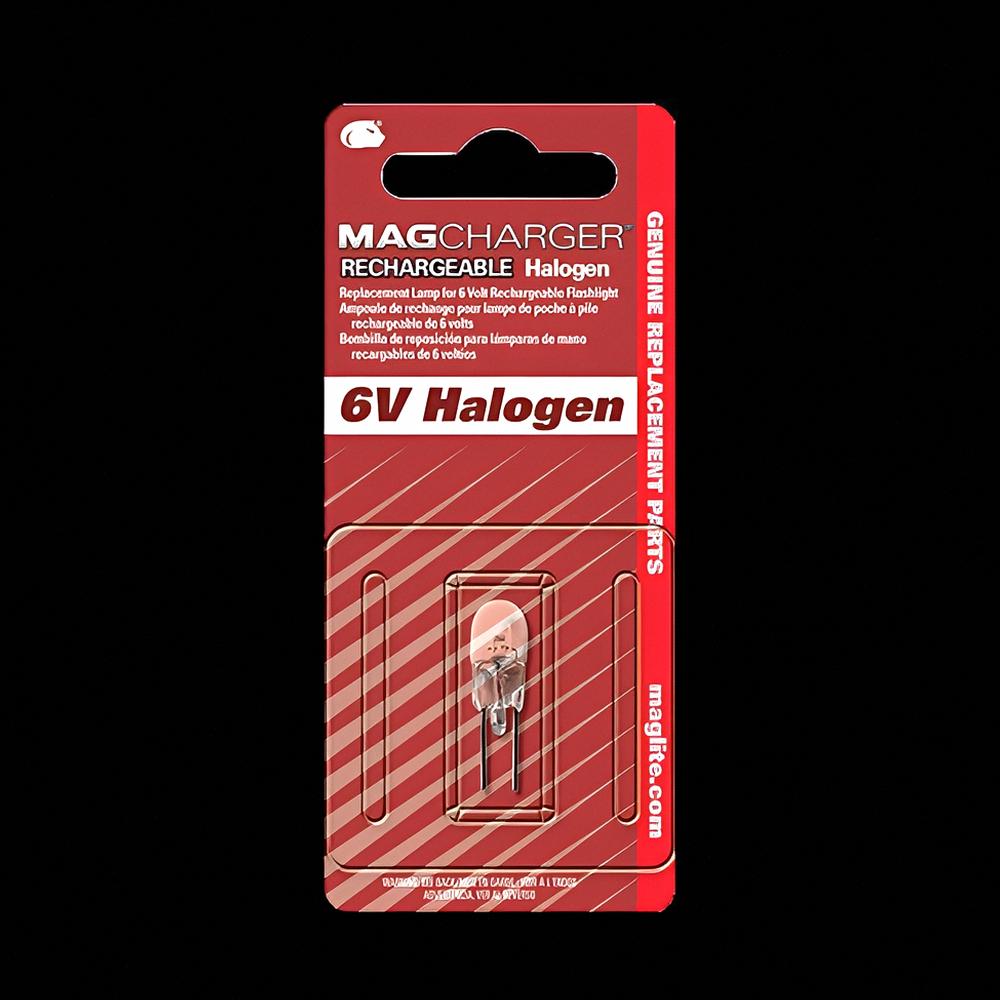 MAGCHARGER
RECHARGEABLE Halogen
Replacement Lamp for 6 Volt Rechargeable Flashlight
Ampoule de rechange pour lampe de poche à pile
rechargeable de 6 volts
Bombilla de reposición para lámparas de mano
recargables de 6 voltios
6V Halogen
GENUINE REPLACEMENT PARTS
maglite.com